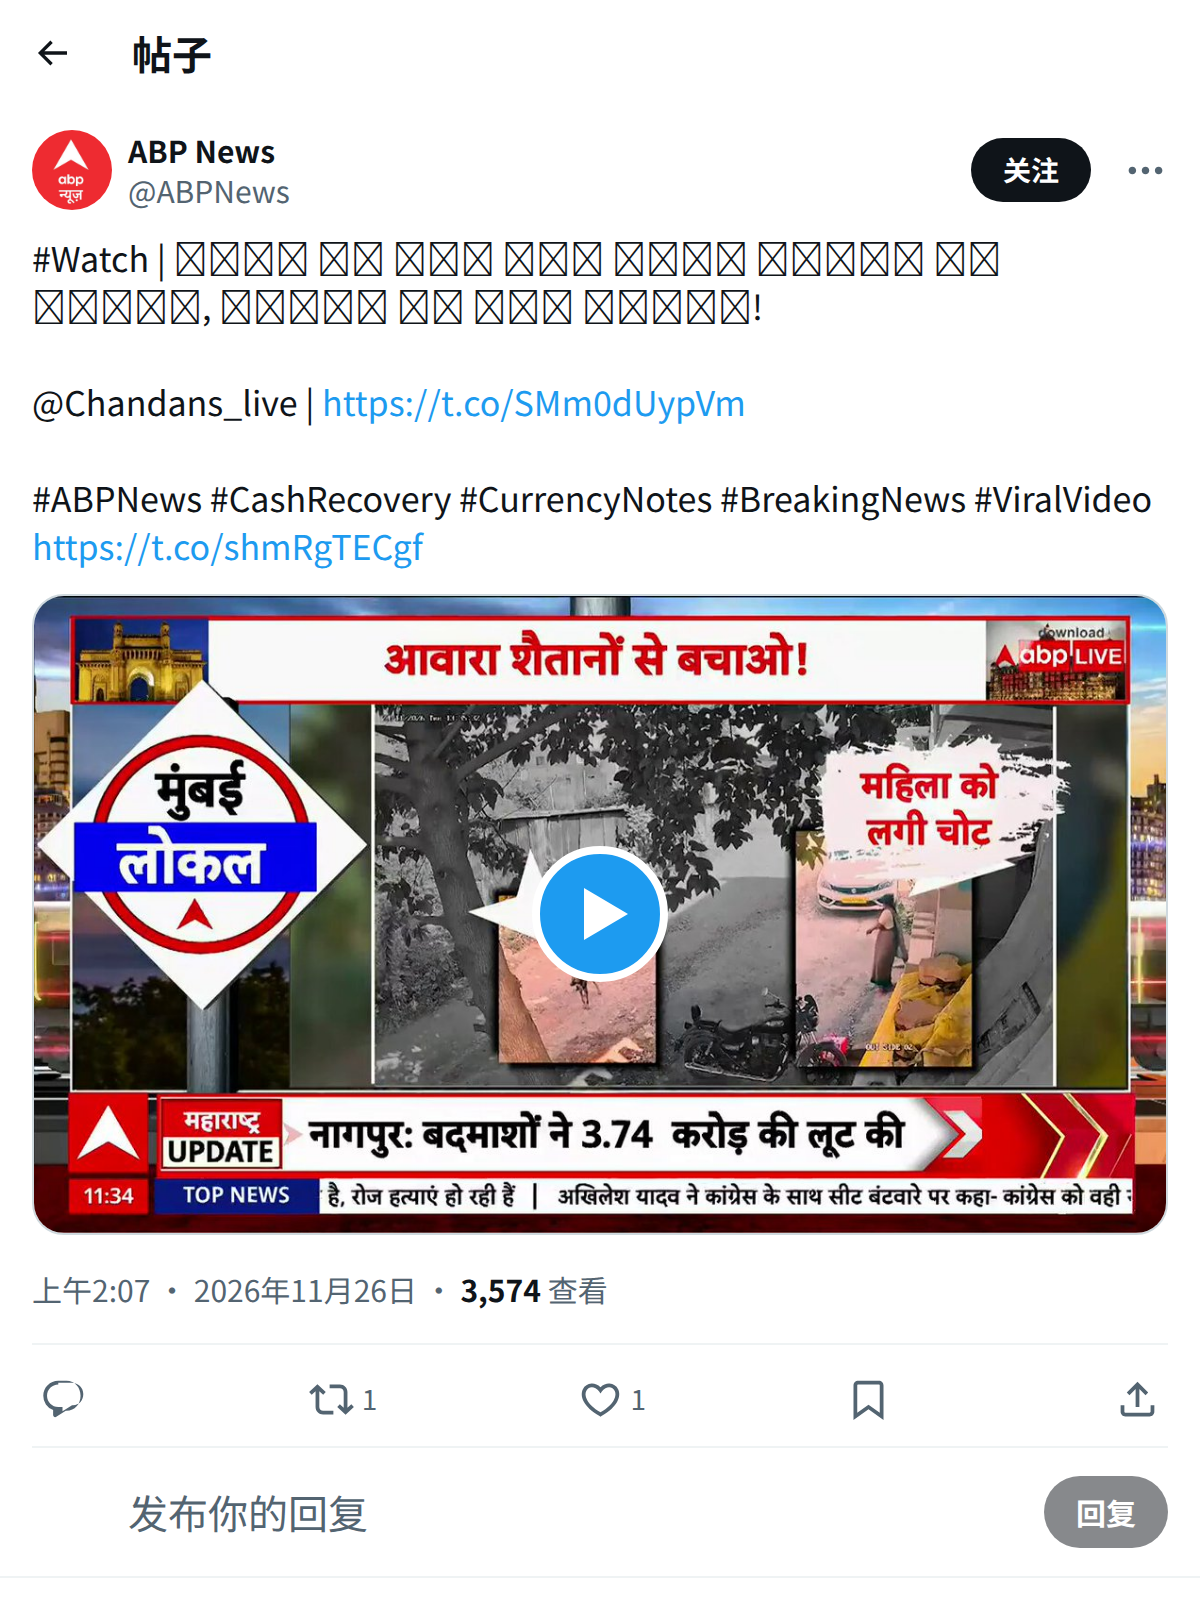 帖子
abp
न्यूज़
ABP News
@ABPNews
关注
#Watch |
@Chandans_live | https://t.co/SMm0dUypVm
#ABPNews #CashRecovery #CurrencyNotes #BreakingNews #ViralVideo
https://t.co/shmRgTECgf
आवारा शैतानों से बचाओ!
download
abp LIVE
मुंबई
लोकल
महिला को
लगी चोट
महाराष्ट्र
UPDATE
नागपुर: बदमाशों ने 3.74 करोड़ की लूट की
11:34
TOP NEWS
है, रोज हत्याएं हो रही हैं | अखिलेश यादव ने कांग्रेस के साथ सीट बंटवारे पर कहा- कांग्रेस को वही
上午2:07 · 2026年11月26日 · 3,574 查看
1
1
发布你的回复
回复